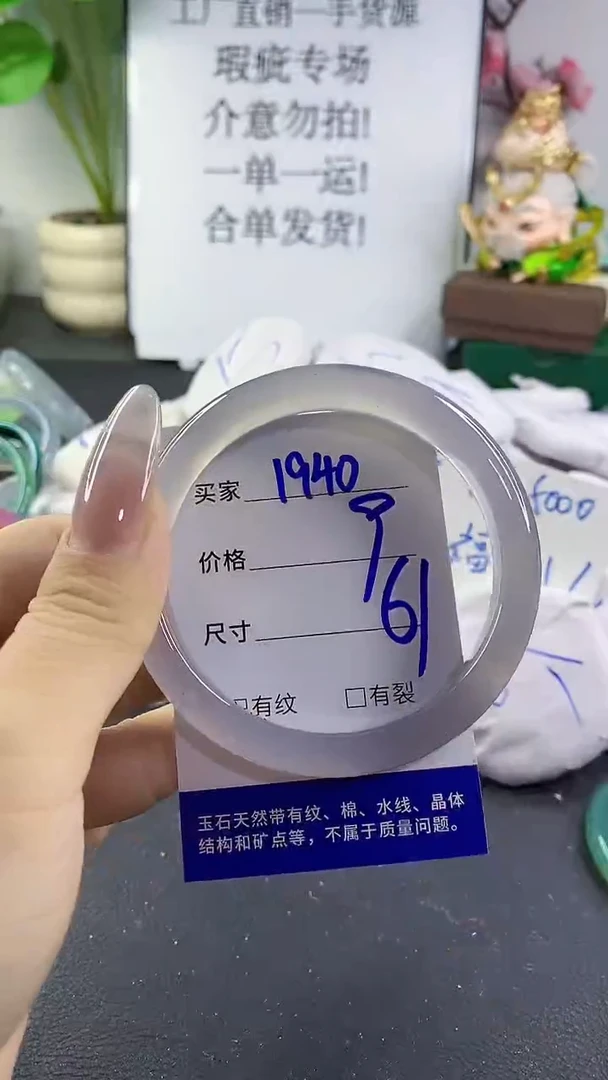 工厂直销一手货源
瑕疵专场
介意勿拍!
一单一运!
合单发货!
买家 1940
价格
尺寸 61
□有纹 □有裂
玉石天然带有纹、棉、水线、晶体
结构和矿点等，不属于质量问题。